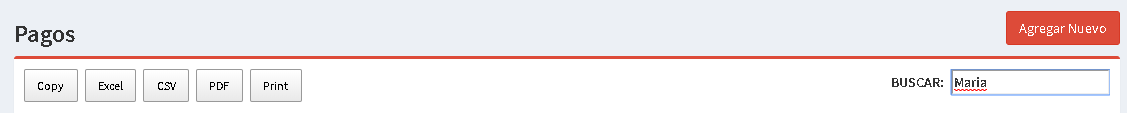 Pagos
Agregar Nuevo
Copy Excel CSV PDF Print BUSCAR: Maria